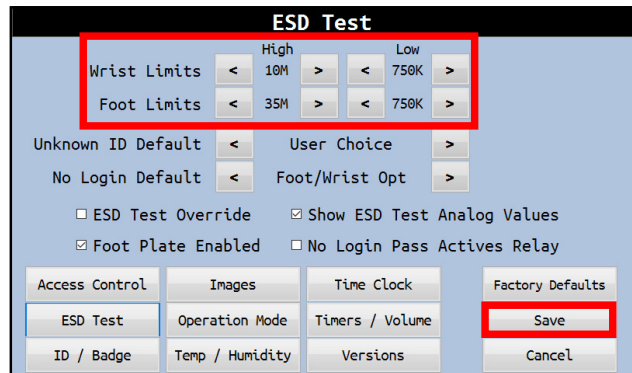 ESD Test
High Low
Wrist Limits < 10M > < 750K >
Foot Limits < 35M > < 750K >
Unknown ID Default < User Choice >
No Login Default < Foot/Wrist Opt >
ESD Test Override Show ESD Test Analog Values
Foot Plate Enabled No Login Pass Actives Relay
Access Control Images Time Clock Factory Defaults
ESD Test Operation Mode Timers / Volume Save
ID / Badge Temp / Humidity Versions Cancel